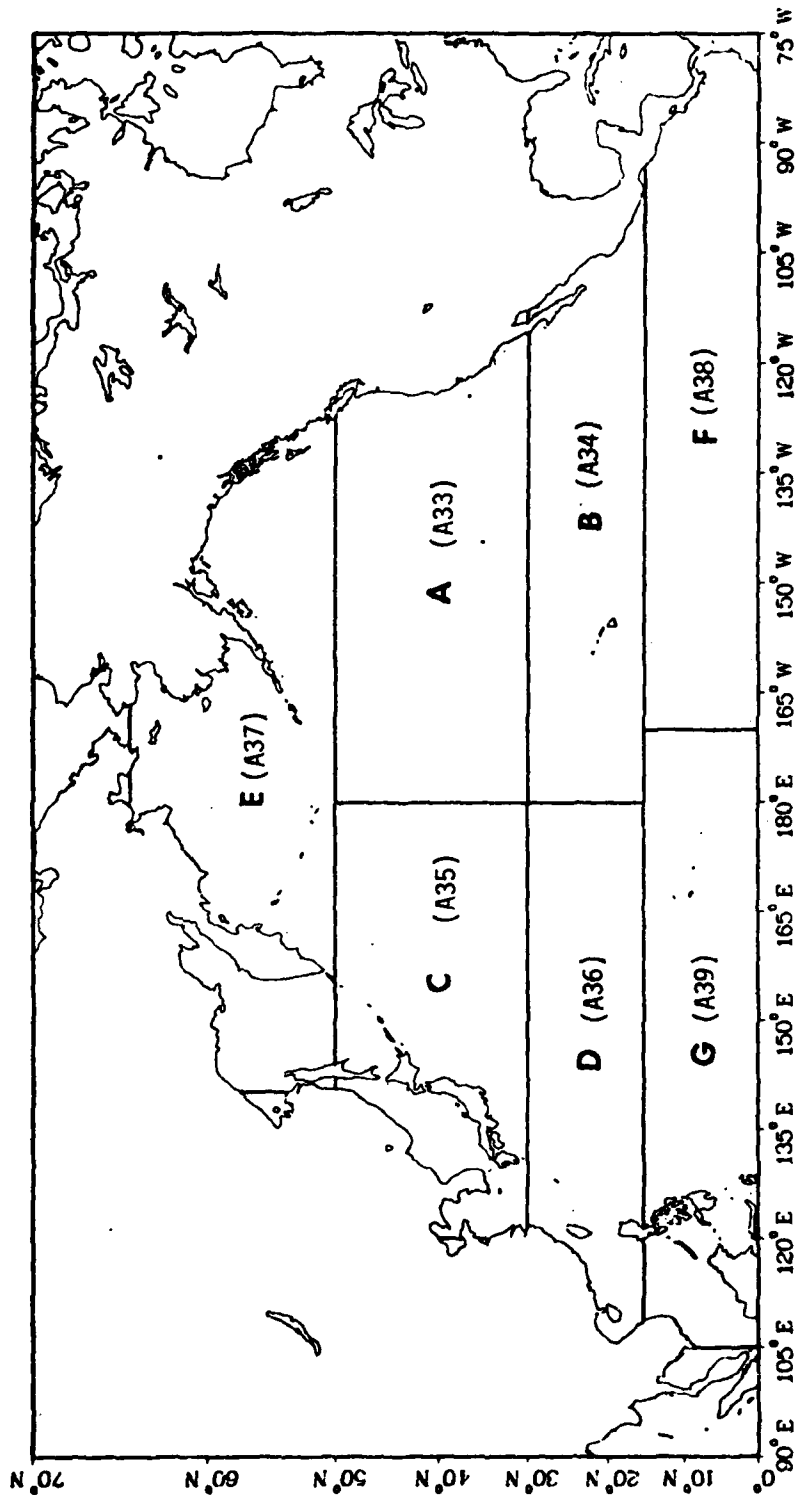 70° N
60° N
50° N
40° N
30° N
20° N
10° N
0°
E (A37)
C (A35)
A (A33)
D (A36)
B (A34)
G (A39)
F (A38)
90° E
105° E
120° E
135° E
150° E
165° E
180° E
165° W
150° W
135° W
120° W
105° W
90° W
75° W